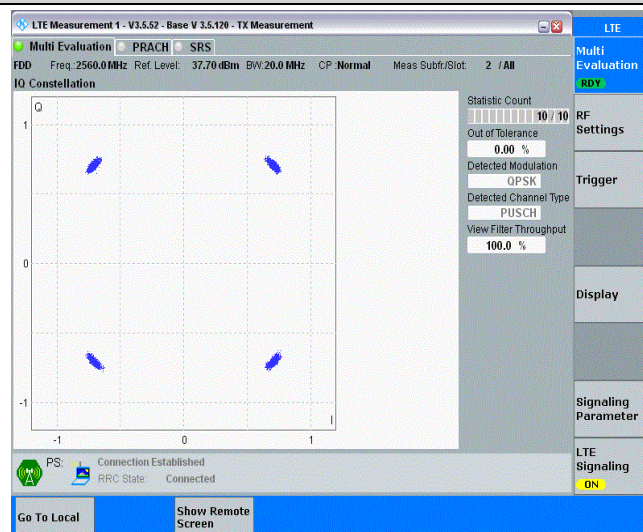 LTE Measurement 1 - V3.5.52 - Base V 3.5.120 - TX Measurement
LTE
Multi Evaluation PRACH SRS
Multi
Evaluation
RDY
FDD Freq.:2560.0 MHz Ref. Level: 37.70 dBm BW:20.0 MHz CP :Normal Meas Subfr./Slot: 2 / All
IQ Constellation
Q
1
0
-1
-1 0 1
I
Statistic Count
10 / 10
Out of Tolerance
0.00 %
Detected Modulation
QPSK
Detected Channel Type
PUSCH
View Filter Throughput
100.0 %
RF
Settings
Trigger
Display
Signaling
Parameter
LTE
Signaling
ON
PS: Connection Established
RRC State: Connected
Go To Local
Show Remote
Screen